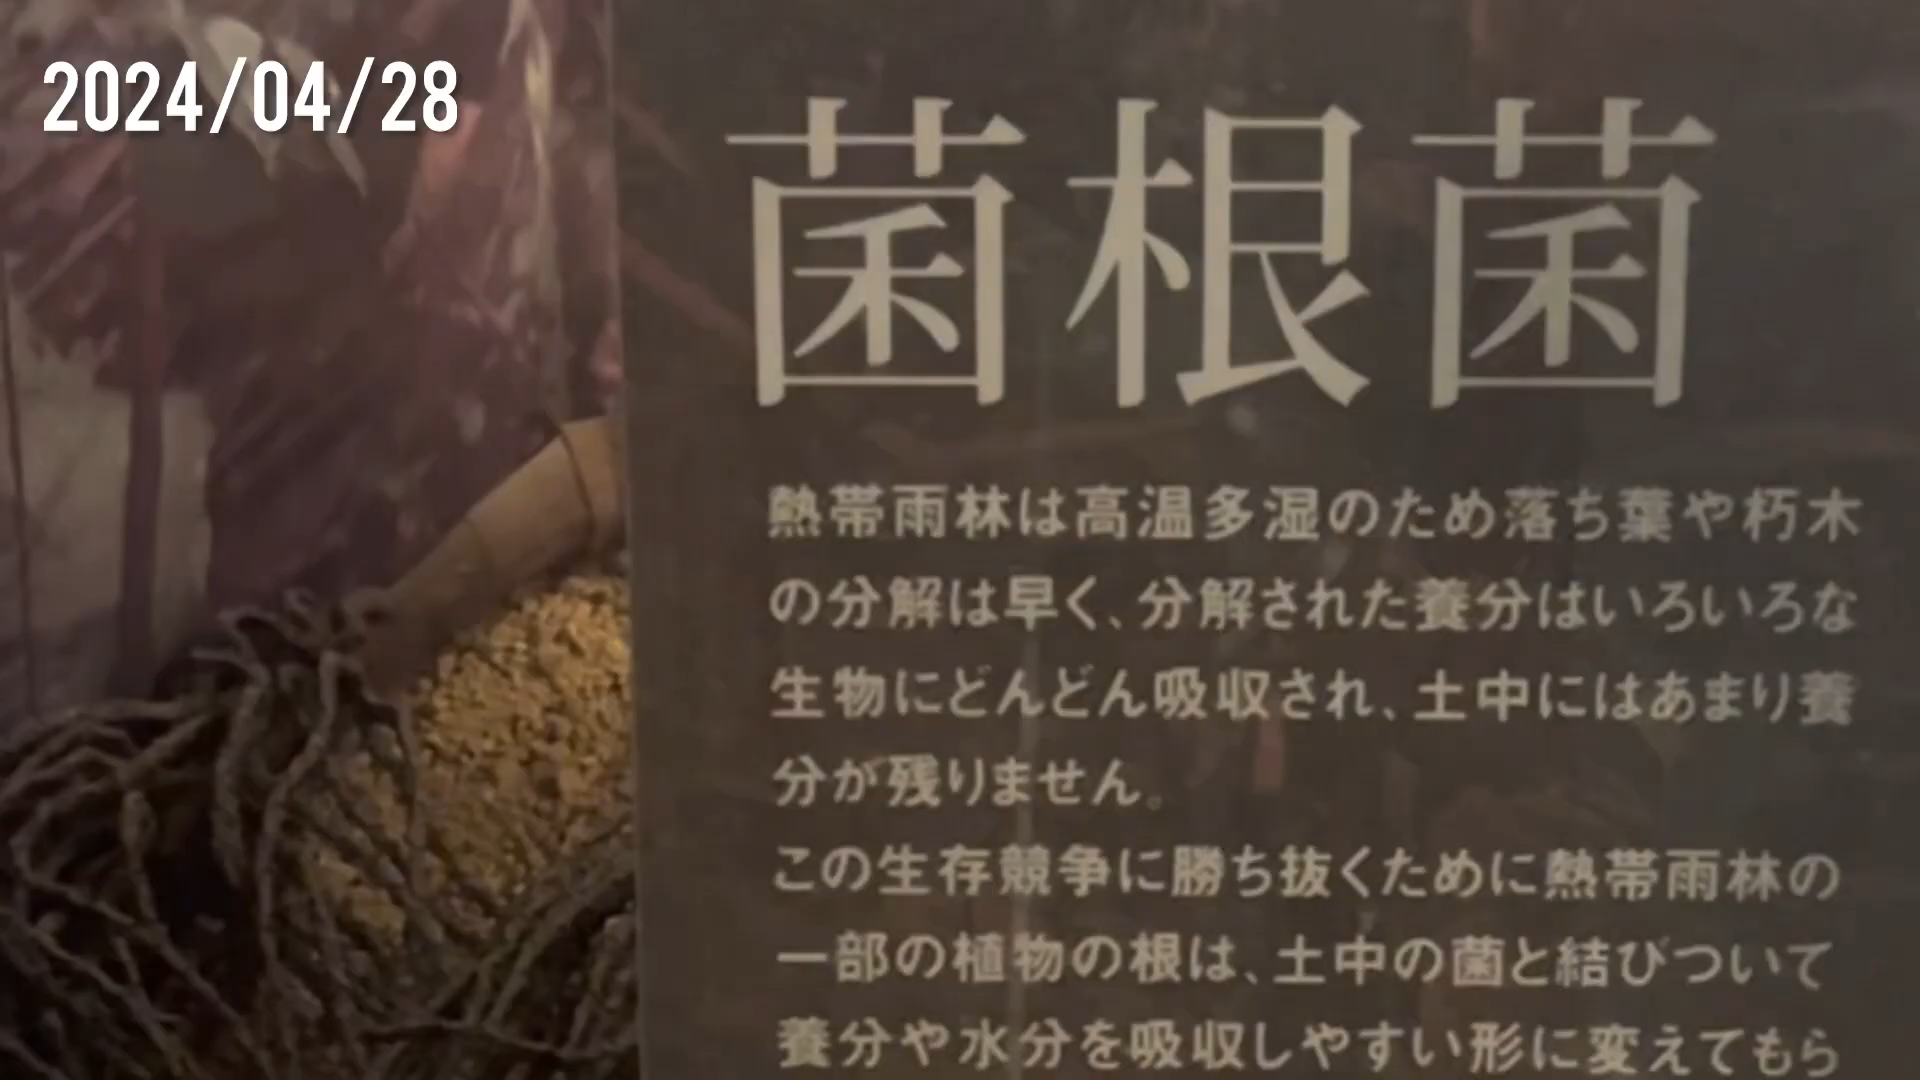 2024/04/28
菌根菌
熱帯雨林は高温多湿のため落ち葉や朽木
の分解は早く、分解された養分はいろいろな
生物にどんどん吸収され、土中にはあまり養
分が残りません。
この生存競争に勝ち抜くために熱帯雨林の
一部の植物の根は、土中の菌と結びついて
養分や水分を吸収しやすい形に変えてもら